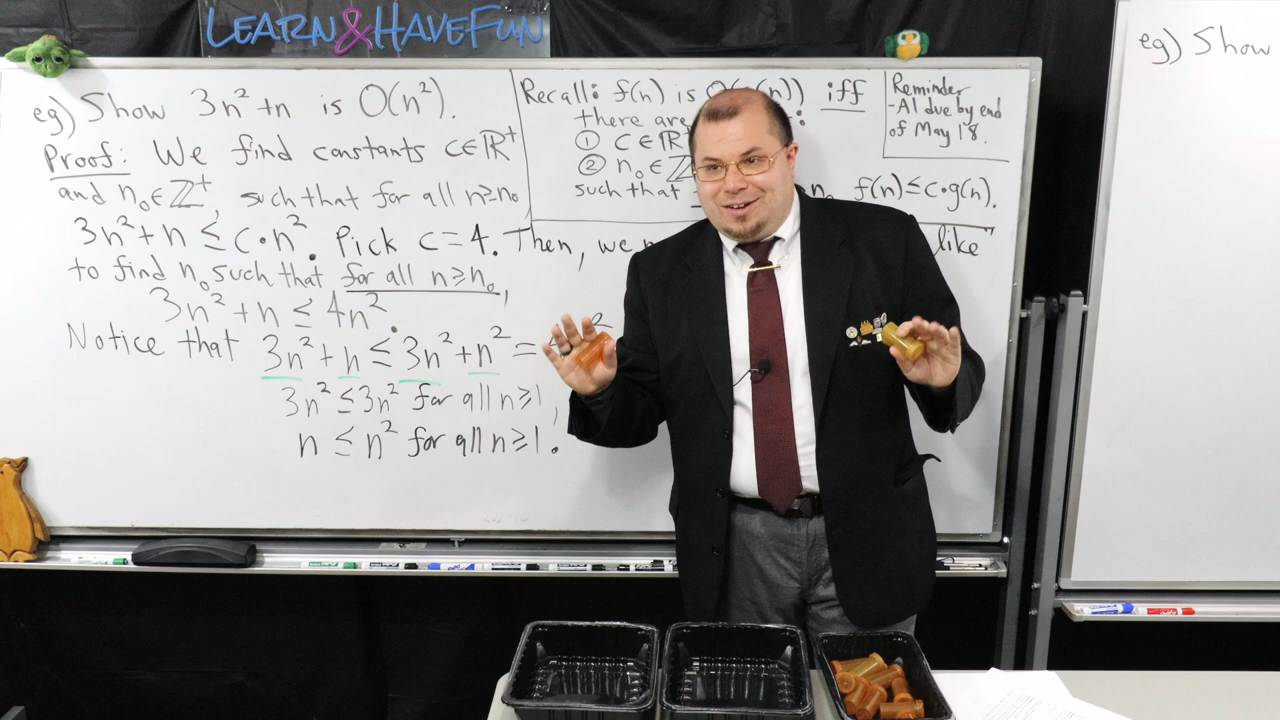 LEARN&HAVEFUN
eg) Show 3n² + n is O(n²).
Proof: We find constants c∈ℝ⁺
and n₀∈ℤ⁺, such that for all n≥n₀
3n² + n ≤ c•n². Pick c=4. Then, we
like"
to find n₀ such that for all n≥n₀,
3n² + n ≤ 4n².
Notice that 3n² + n ≤ 3n² + n² =
3n² ≤ 3n² for all n≥1,
n ≤ n² for all n≥1.
Recall: f(n) is O(g(n)) iff
there are
① C∈ℝ⁺
② n₀∈ℤ
such that
f(n)≤c·g(n).
Reminder
-A1 due by end
of May 18.
eg) Show